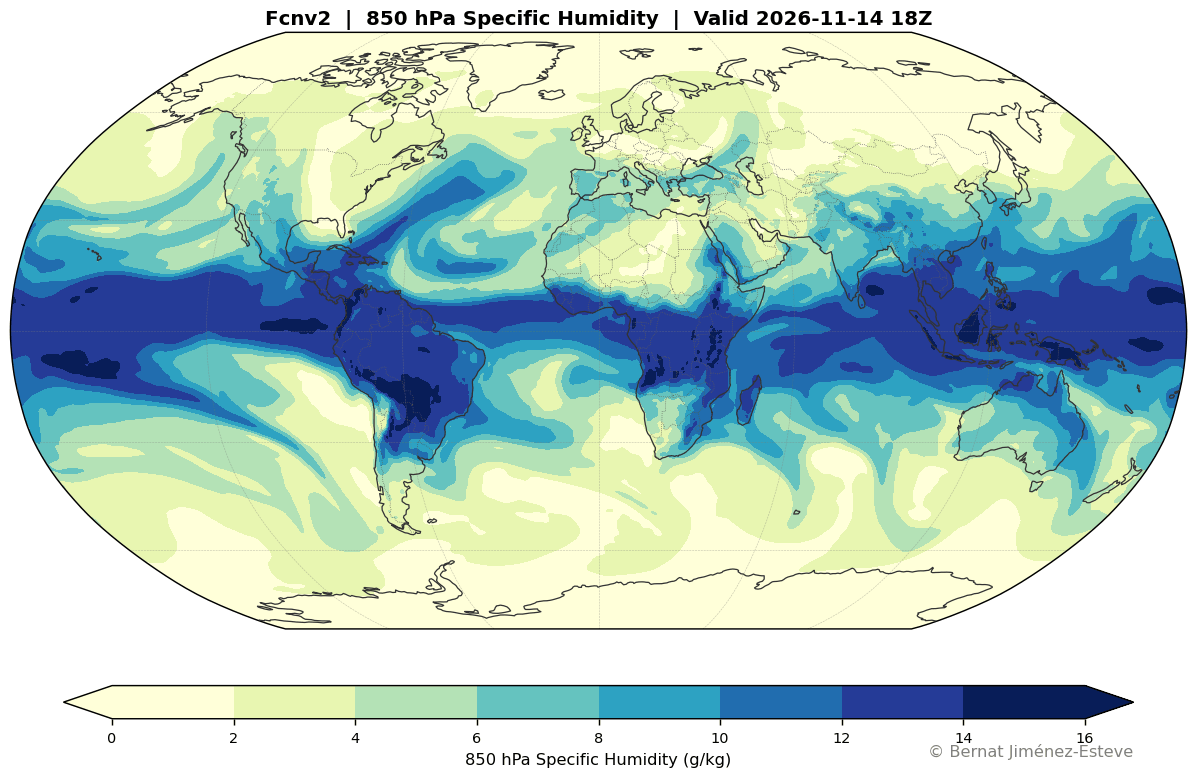 Fcnv2 | 850 hPa Specific Humidity | Valid 2026-11-14 18Z
0 2 4 6 8 10 12 14 16
850 hPa Specific Humidity (g/kg)
© Bernat Jiménez-Esteve